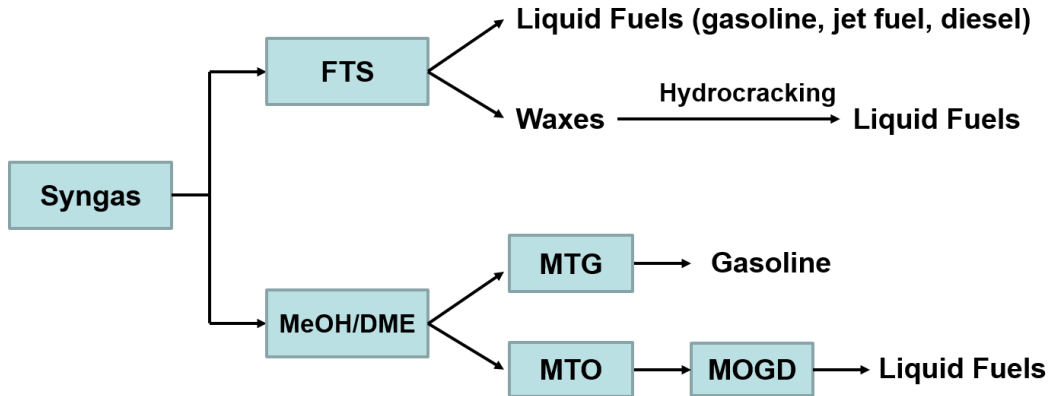 Liquid Fuels (gasoline, jet fuel, diesel)
FTS
Hydrocracking
Waxes
Liquid Fuels
Syngas
MTG
Gasoline
MeOH/DME
MTO
MOGD
Liquid Fuels